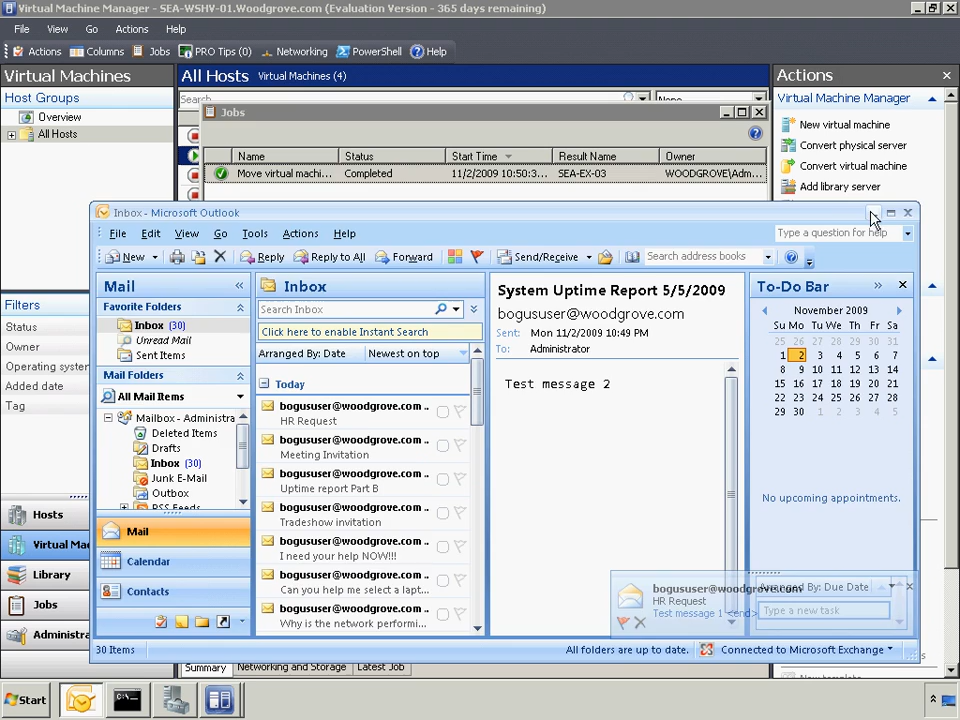 Virtual Machine Manager - SEA-WSHV-01.Woodgrove.com (Evaluation Version - 365 days remaining)
File View Go Actions Help
Actions Columns Jobs PRO Tips (0) Networking PowerShell Help
Virtual Machines
All Hosts Virtual Machines (4)
Actions
Host Groups
Overview
All Hosts
Search
None
Virtual Machine Manager
New virtual machine
Convert physical server
Convert virtual machine
Add library server
Jobs
Name Status Start Time Result Name Owner
Move virtual machi... Completed 11/2/2009 10:50:3... SEA-EX-03 WOODGROVE\Adm...
Filters
Status
Owner
Operating system
Added date
Tag
Hosts
Virtual Ma
Library
Jobs
Administra
Inbox - Microsoft Outlook
File Edit View Go Tools Actions Help
Type a question for help
New Reply Reply to All Forward Send/Receive Search address books
Mail
Favorite Folders
Inbox (30)
Unread Mail
Sent Items
Mail Folders
All Mail Items
Mailbox - Administra
Deleted Items
Drafts
Inbox (30)
Junk E-Mail
Outbox
RSS Feeds
Mail
Calendar
Contacts
Inbox
Search Inbox
Click here to enable Instant Search
Arranged By: Date Newest on top
Today
bogususer@woodgrove.com ..
HR Request
bogususer@woodgrove.com ..
Meeting Invitation
bogususer@woodgrove.com ..
Uptime report Part B
bogususer@woodgrove.com ..
Tradeshow invitation
bogususer@woodgrove.com ..
I need your help NOW!!!
bogususer@woodgrove.com ..
Can you help me select a lapt...
bogususer@woodgrove.com ..
Why is the network performi...
System Uptime Report 5/5/2009
bogususer@woodgrove.com
Sent: Mon 11/2/2009 10:49 PM
To: Administrator
Test message 2
To-Do Bar
November 2009
Su Mo Tu We Th Fr Sa
25 26 27 28 29 30 31
1 2 3 4 5 6 7
8 9 10 11 12 13 14
15 16 17 18 19 20 21
22 23 24 25 26 27 28
29 30 1 2 3 4 5
No upcoming appointments.
Arranged By: Due Date
Type a new task
bogususer@woodgrove.com
HR Request
Test message 1 <end>
30 Items
All folders are up to date.
Connected to Microsoft Exchange
Summary Networking and Storage Latest Job
Start